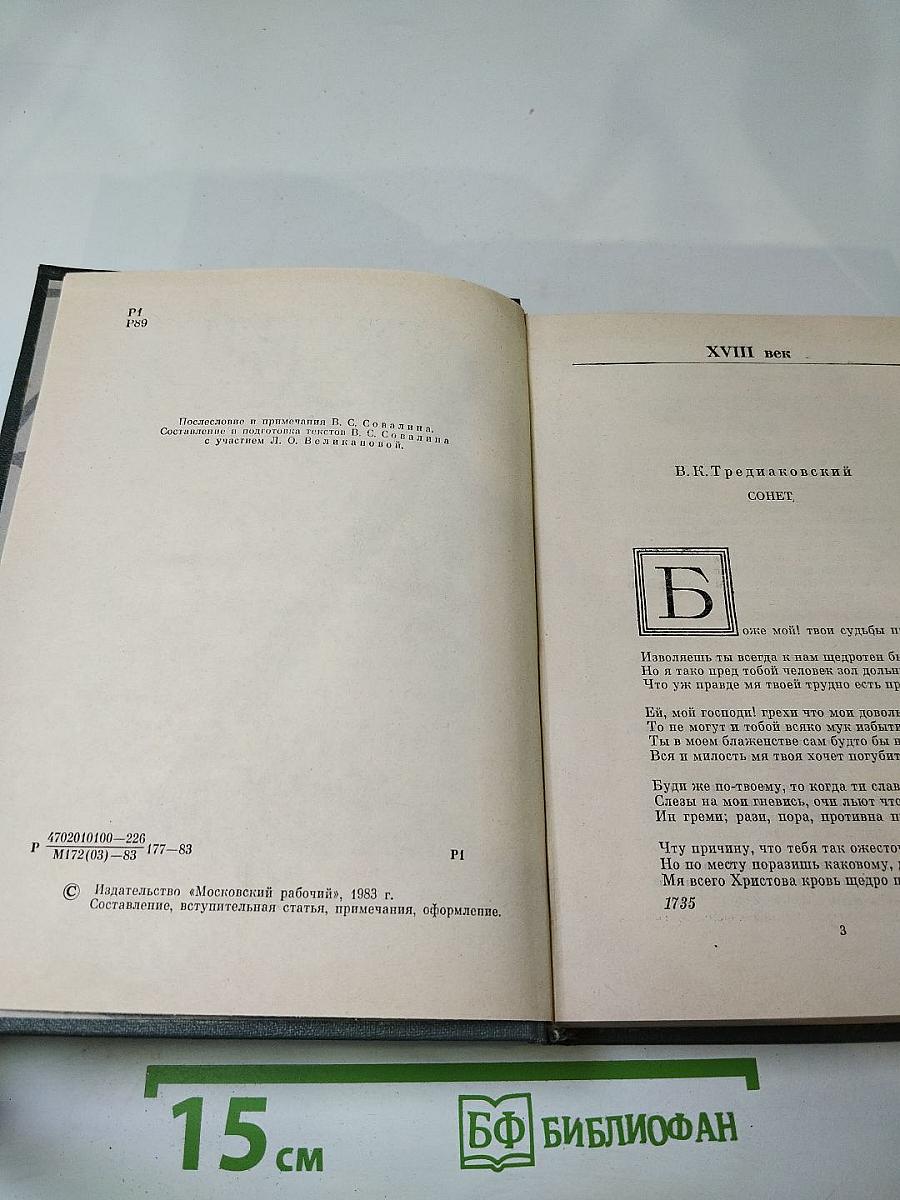 Р1
Р89
Послесловие и примечания В. С. Совалина.
Составление и подготовка текстов В. С. Совалина
с участием Л. О. Великановой.
Р 4702010100—226
М172(03)—83 177—83
Р1
© Издательство «Московский рабочий», 1983 г.
Составление, вступительная статья, примечания, оформление.
XVIII век
В. К. Тредиаковский
СОНЕТ
Боже мой! твои судьбы
Изволяешь ты всегда к нам щедротен
Но я тако пред тобой человек зол
Что уж правде мя твоей трудно есть
Ей, мой господи! грехи что мои
То не могут и тобой всяко мук
Ты в моем блаженстве сам будто бы
Вся и милость мя твоя хочет
Буди же по-твоему, то когда ти
Слезы на мои гневись, очи льют
Ин греми; рази, пора, противна
Чту причину, что тебя так
Но по месту поразишь каковому,
Мя всего Христова кровь щедро
1735
3
15 см
БФ БИБЛИОФАН